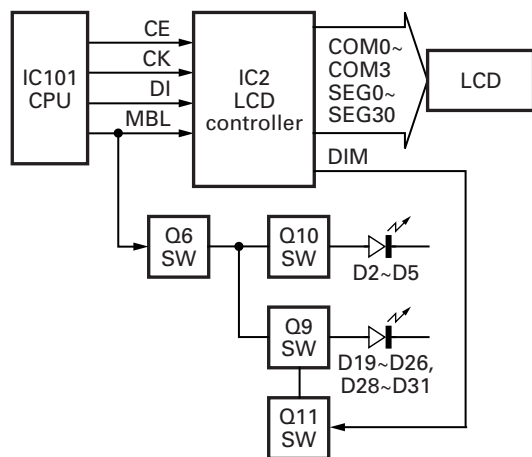 IC101
CPU
CE
CK
DI
MBL
IC2
LCD
controller
COM0~
COM3
SEG0~
SEG30
LCD
DIM
Q6
SW
Q10
SW
D2~D5
Q9
SW
D19~D26,
D28~D31
Q11
SW